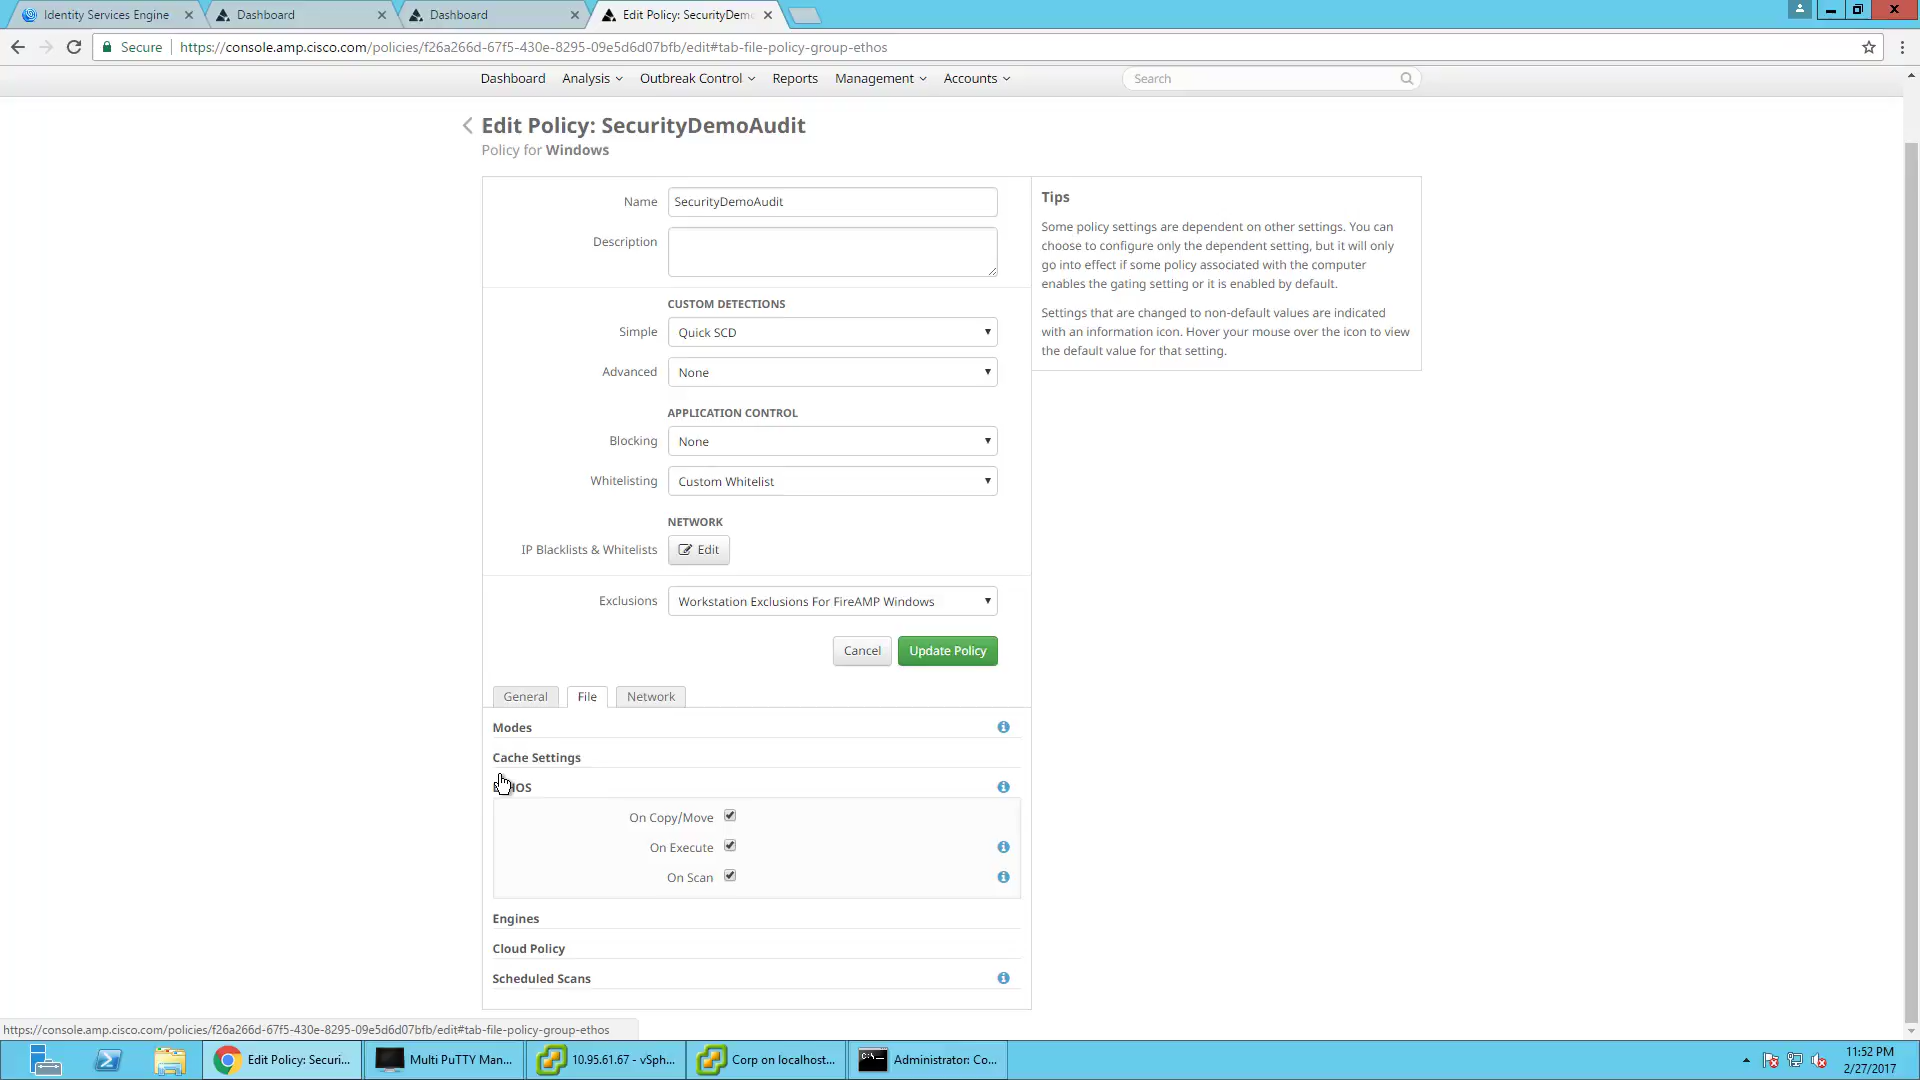 Identity Services Engine
Dashboard
Dashboard
Edit Policy: SecurityDem
Secure
https://console.amp.cisco.com/policies/f26a266d-67f5-430e-8295-09e5d6d07bfb/edit#tab-file-policy-group-ethos
Dashboard Analysis Outbreak Control Reports Management Accounts Search
Edit Policy: SecurityDemoAudit
Policy for Windows
Name SecurityDemoAudit
Description
CUSTOM DETECTIONS
Simple Quick SCD
Advanced None
APPLICATION CONTROL
Blocking None
Whitelisting Custom Whitelist
NETWORK
IP Blacklists & Whitelists Edit
Exclusions Workstation Exclusions For FireAMP Windows
Cancel Update Policy
General File Network
Modes
Cache Settings
HOS
On Copy/Move
On Execute
On Scan
Engines
Cloud Policy
Scheduled Scans
Tips
Some policy settings are dependent on other settings. You can
choose to configure only the dependent setting, but it will only
go into effect if some policy associated with the computer
enables the gating setting or it is enabled by default.
Settings that are changed to non-default values are indicated
with an information icon. Hover your mouse over the icon to view
the default value for that setting.
https://console.amp.cisco.com/policies/f26a266d-67f5-430e-8295-09e5d6d07bfb/edit#tab-file-policy-group-ethos
Edit Policy: Securi...
Multi PuTTY Man...
10.95.61.67 - vSph...
Corp on localhost...
Administrator: Co...
11:52 PM
2/27/2017